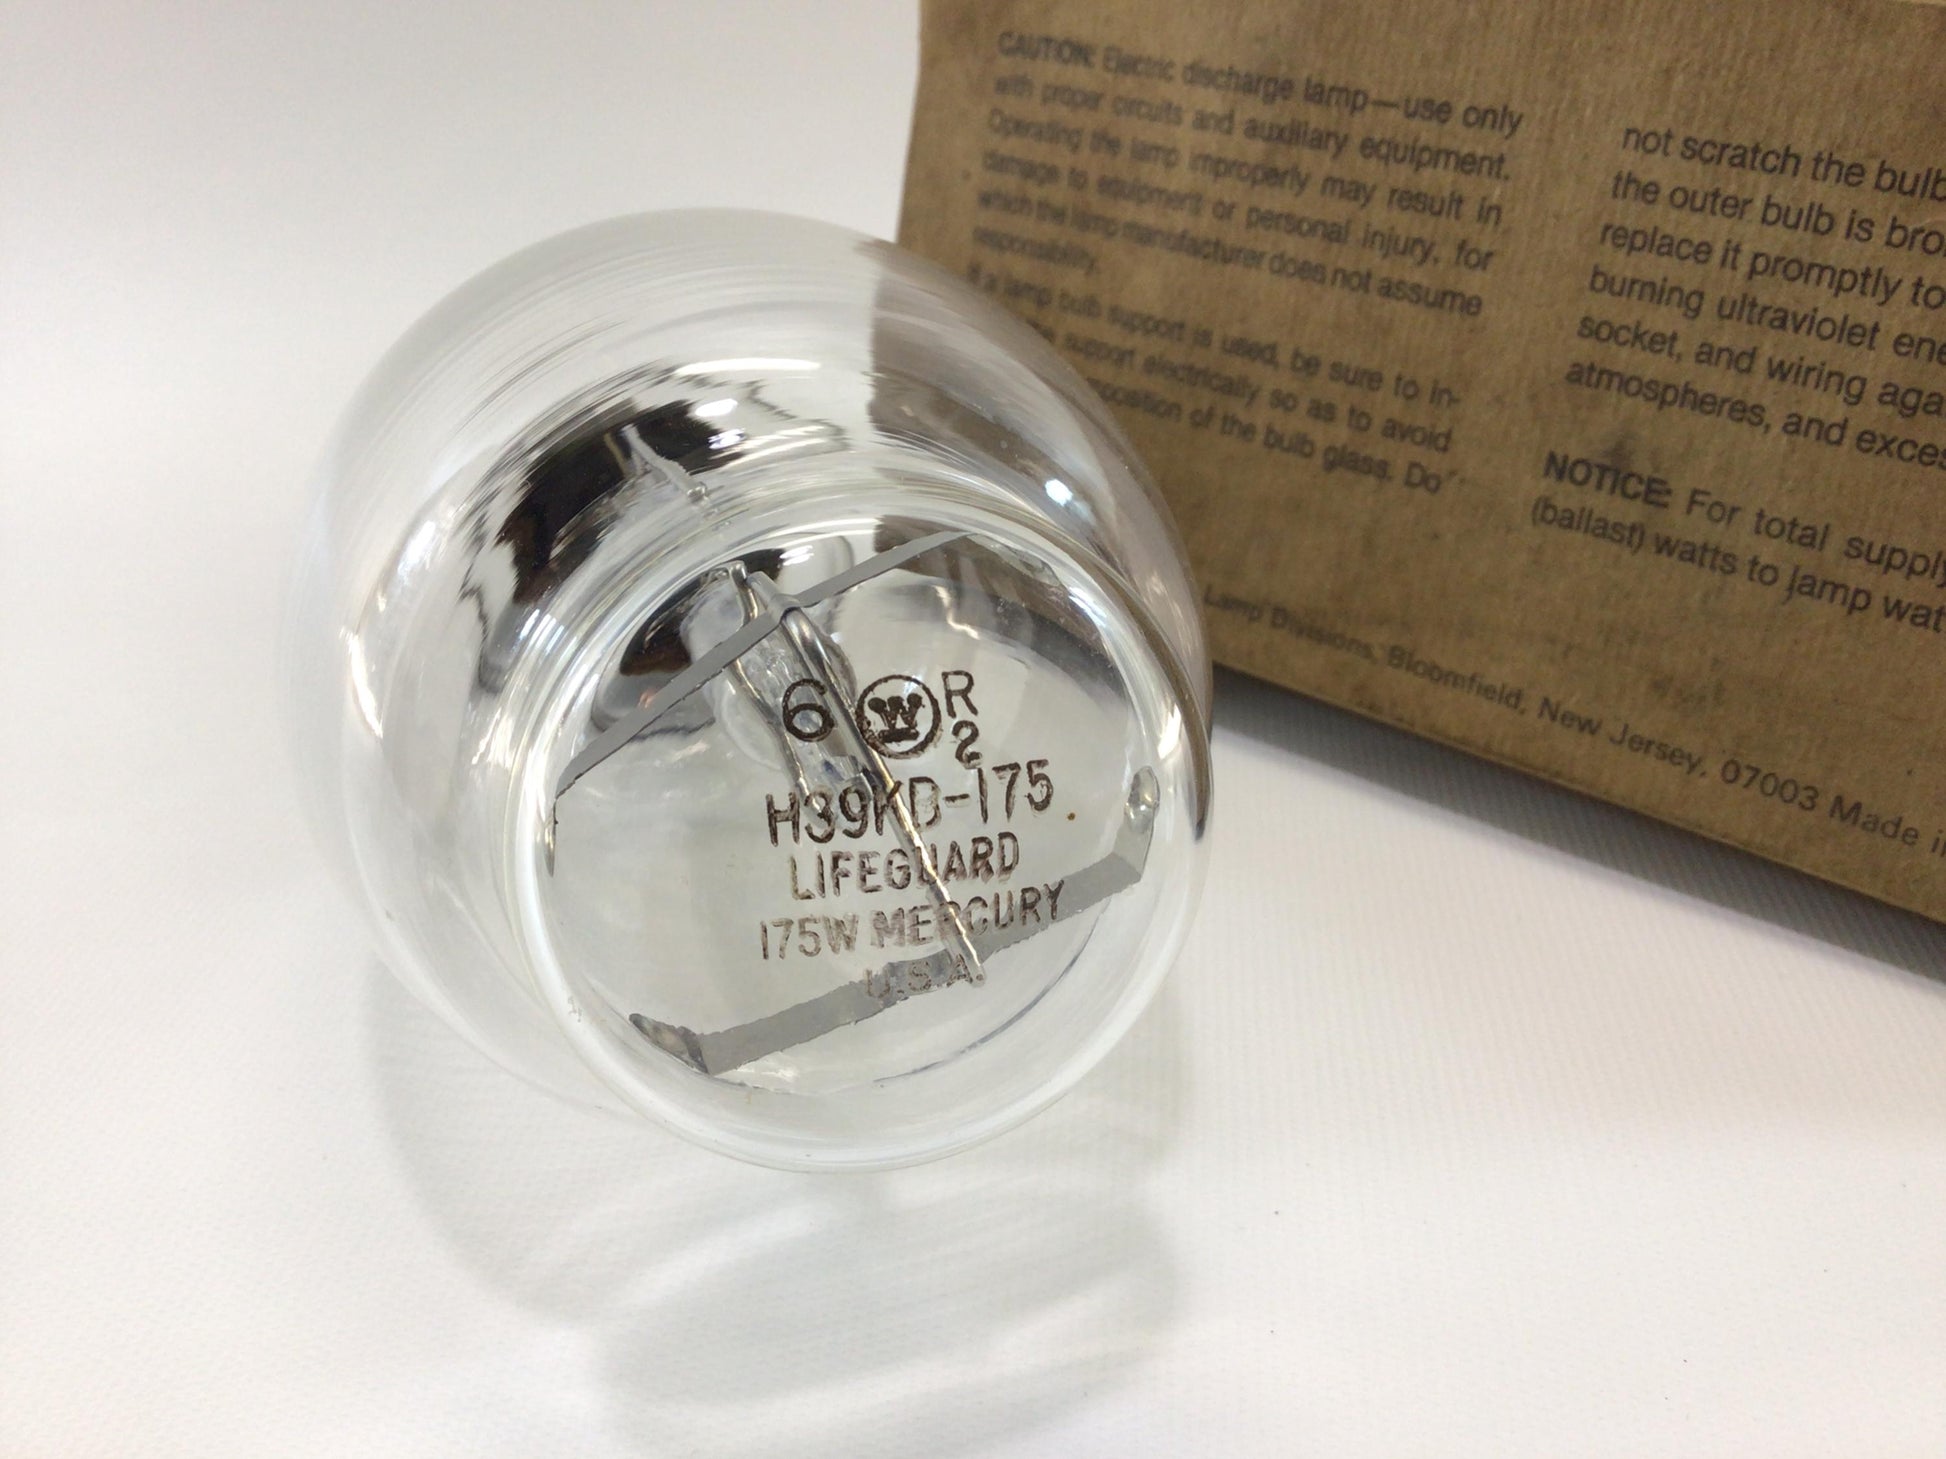 6 W R
2
H39KB-175
LIFEGUARD
175W MERCURY
U.S.A.
CAUTION: Electric discharge lamp—use only
with proper circuits and auxiliary equipment.
Operating the lamp improperly may result in
damage to equipment or personal injury, for
which the lamp manufacturer does not assume
responsibility.
If a lamp bulb support is used, be sure to in-
support electrically so as to avoid
of the bulb glass. Do
not scratch the bulb
the outer bulb is bro
replace it promptly to
burning ultraviolet ene
socket, and wiring aga
atmospheres, and exces
NOTICE: For total supply
(ballast) watts to lamp wat
Lamp Divisions, Bloomfield, New Jersey, 07003 Made i